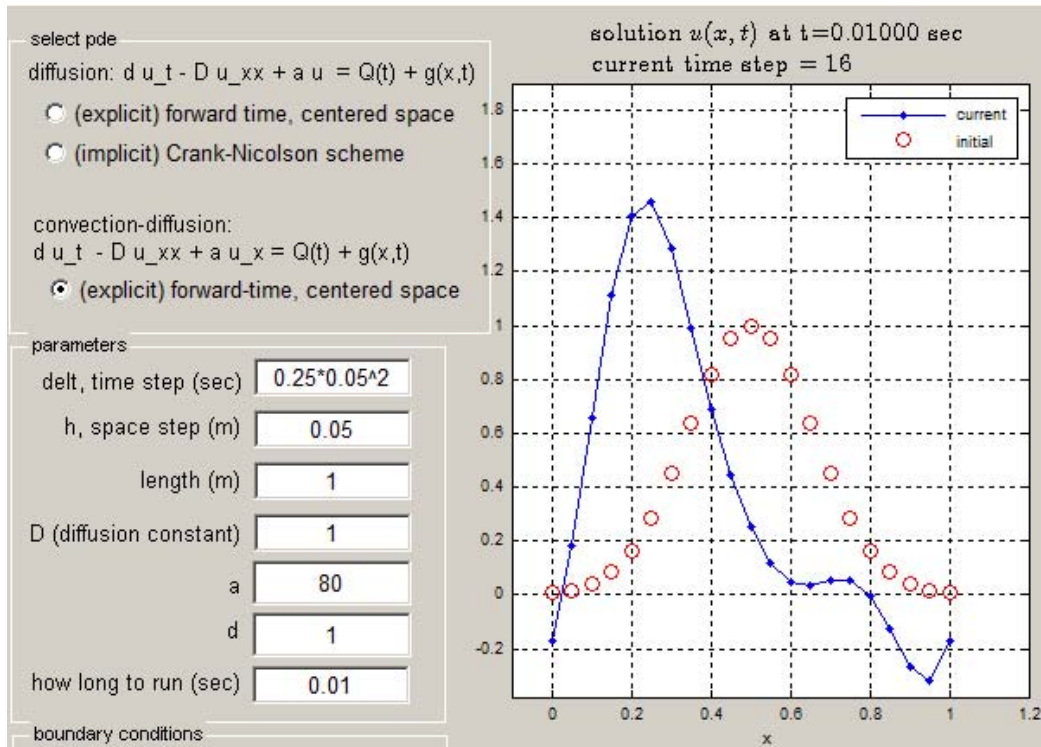 select pde
diffusion: d u_t - D u_xx + a u = Q(t) + g(x,t)
(explicit) forward time, centered space
(implicit) Crank-Nicolson scheme
convection-diffusion:
d u_t - D u_xx + a u_x = Q(t) + g(x,t)
(explicit) forward-time, centered space
parameters
delt, time step (sec) 0.25*0.05^2
h, space step (m) 0.05
length (m) 1
D (diffusion constant) 1
a 80
d 1
how long to run (sec) 0.01
boundary conditions
solution u(x, t) at t=0.01000 sec
current time step = 16
current
initial
1.8
1.6
1.4
1.2
1
0.8
0.6
0.4
0.2
0
-0.2
0 0.2 0.4 0.6 0.8 1 1.2
x